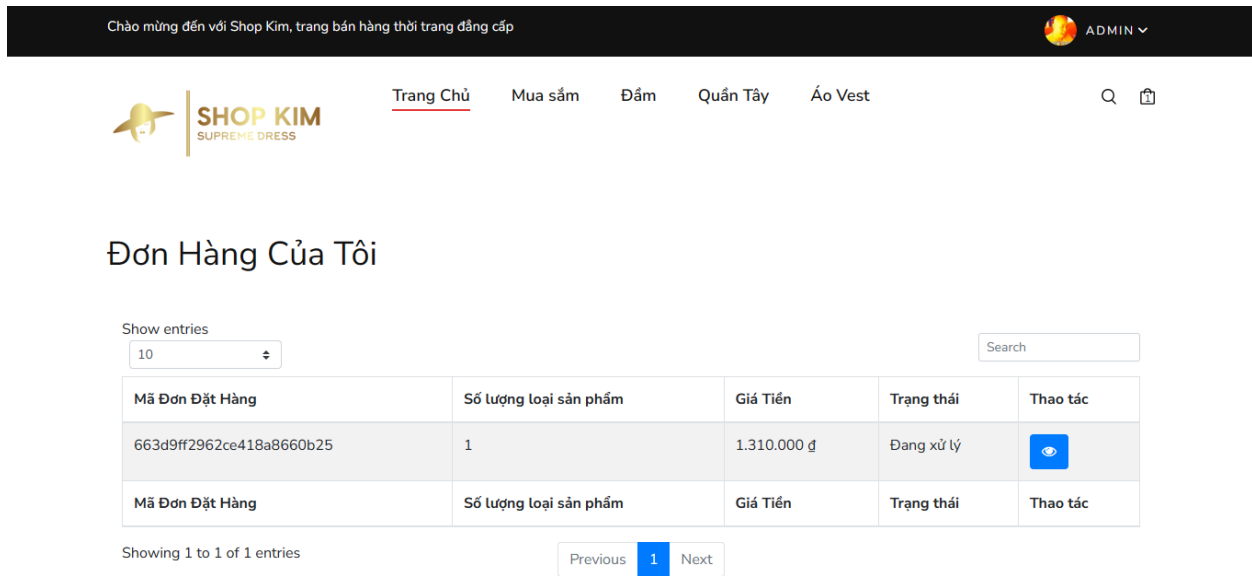 Chào mừng đến với Shop Kim, trang bán hàng thời trang đẳng cấp
ADMIN
SHOP KIM
SUPREME DRESS
Trang Chủ Mua sắm Đầm Quần Tây Áo Vest
1
Đơn Hàng Của Tôi
Show entries
10
Search
Mã Đơn Đặt Hàng Số lượng loại sản phẩm Giá Tiền Trạng thái Thao tác
663d9ff2962ce418a8660b25 1 1.310.000 ₫ Đang xử lý
Mã Đơn Đặt Hàng Số lượng loại sản phẩm Giá Tiền Trạng thái Thao tác
Showing 1 to 1 of 1 entries
Previous 1 Next